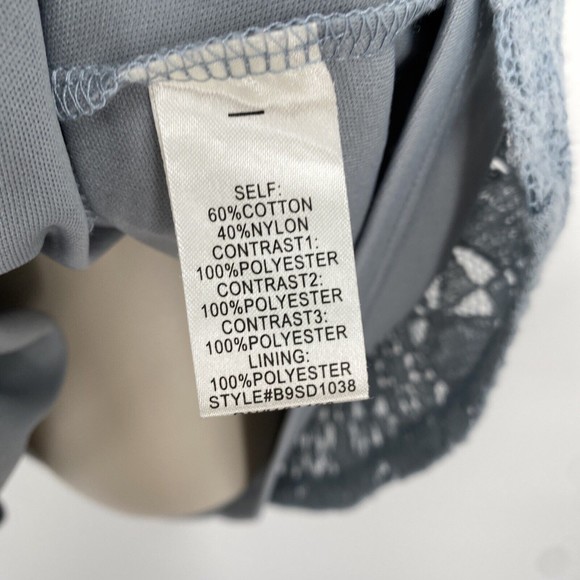 SELF:
60%COTTON
40%NYLON
CONTRAST1:
100%POLYESTER
CONTRAST2:
100%POLYESTER
CONTRAST3:
100%POLYESTER
LINING:
100%POLYESTER
STYLE#B9SD1038